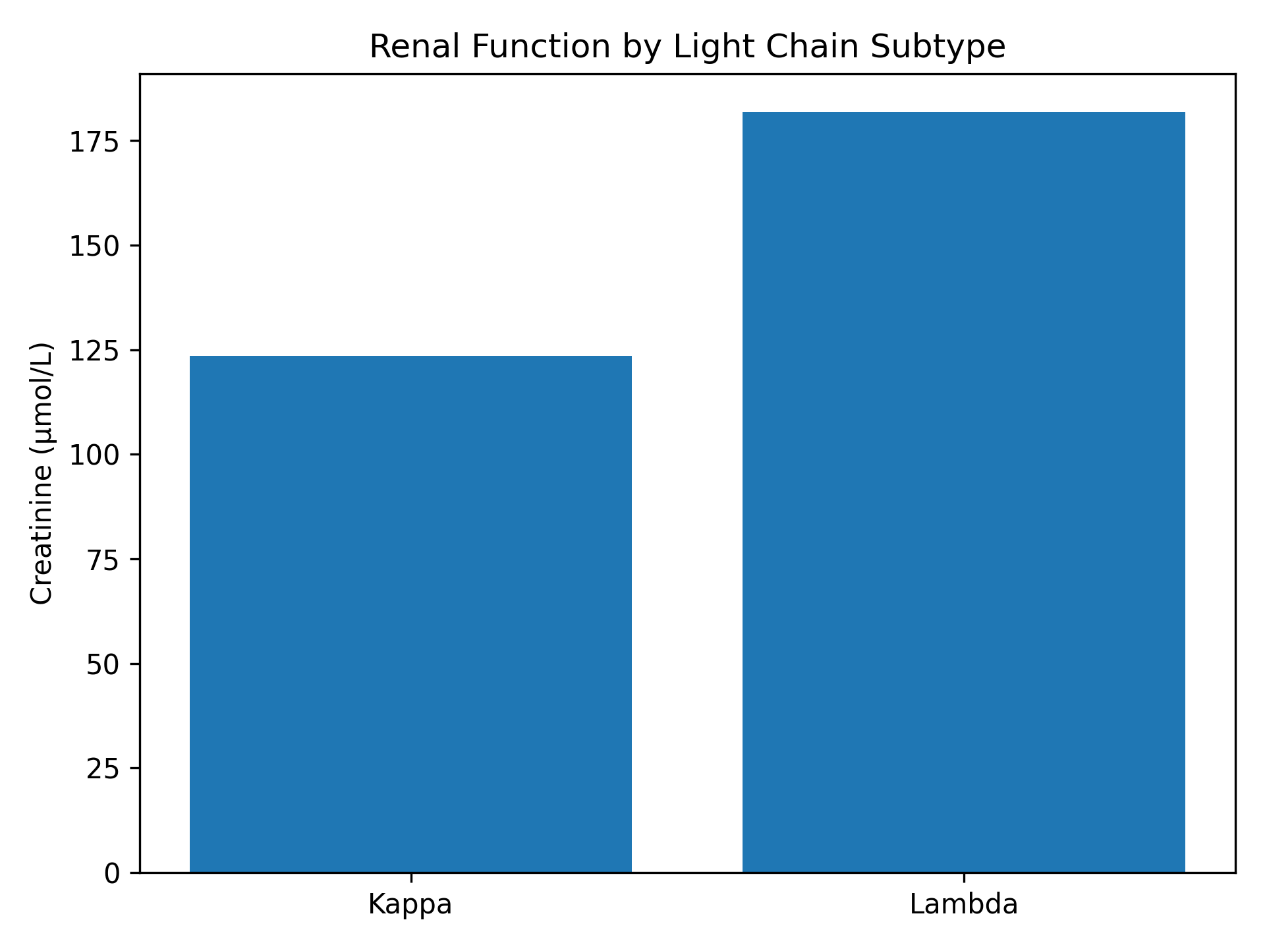 Renal Function by Light Chain Subtype
Creatinine (µmol/L)
175
150
125
100
75
50
25
0
Kappa
Lambda